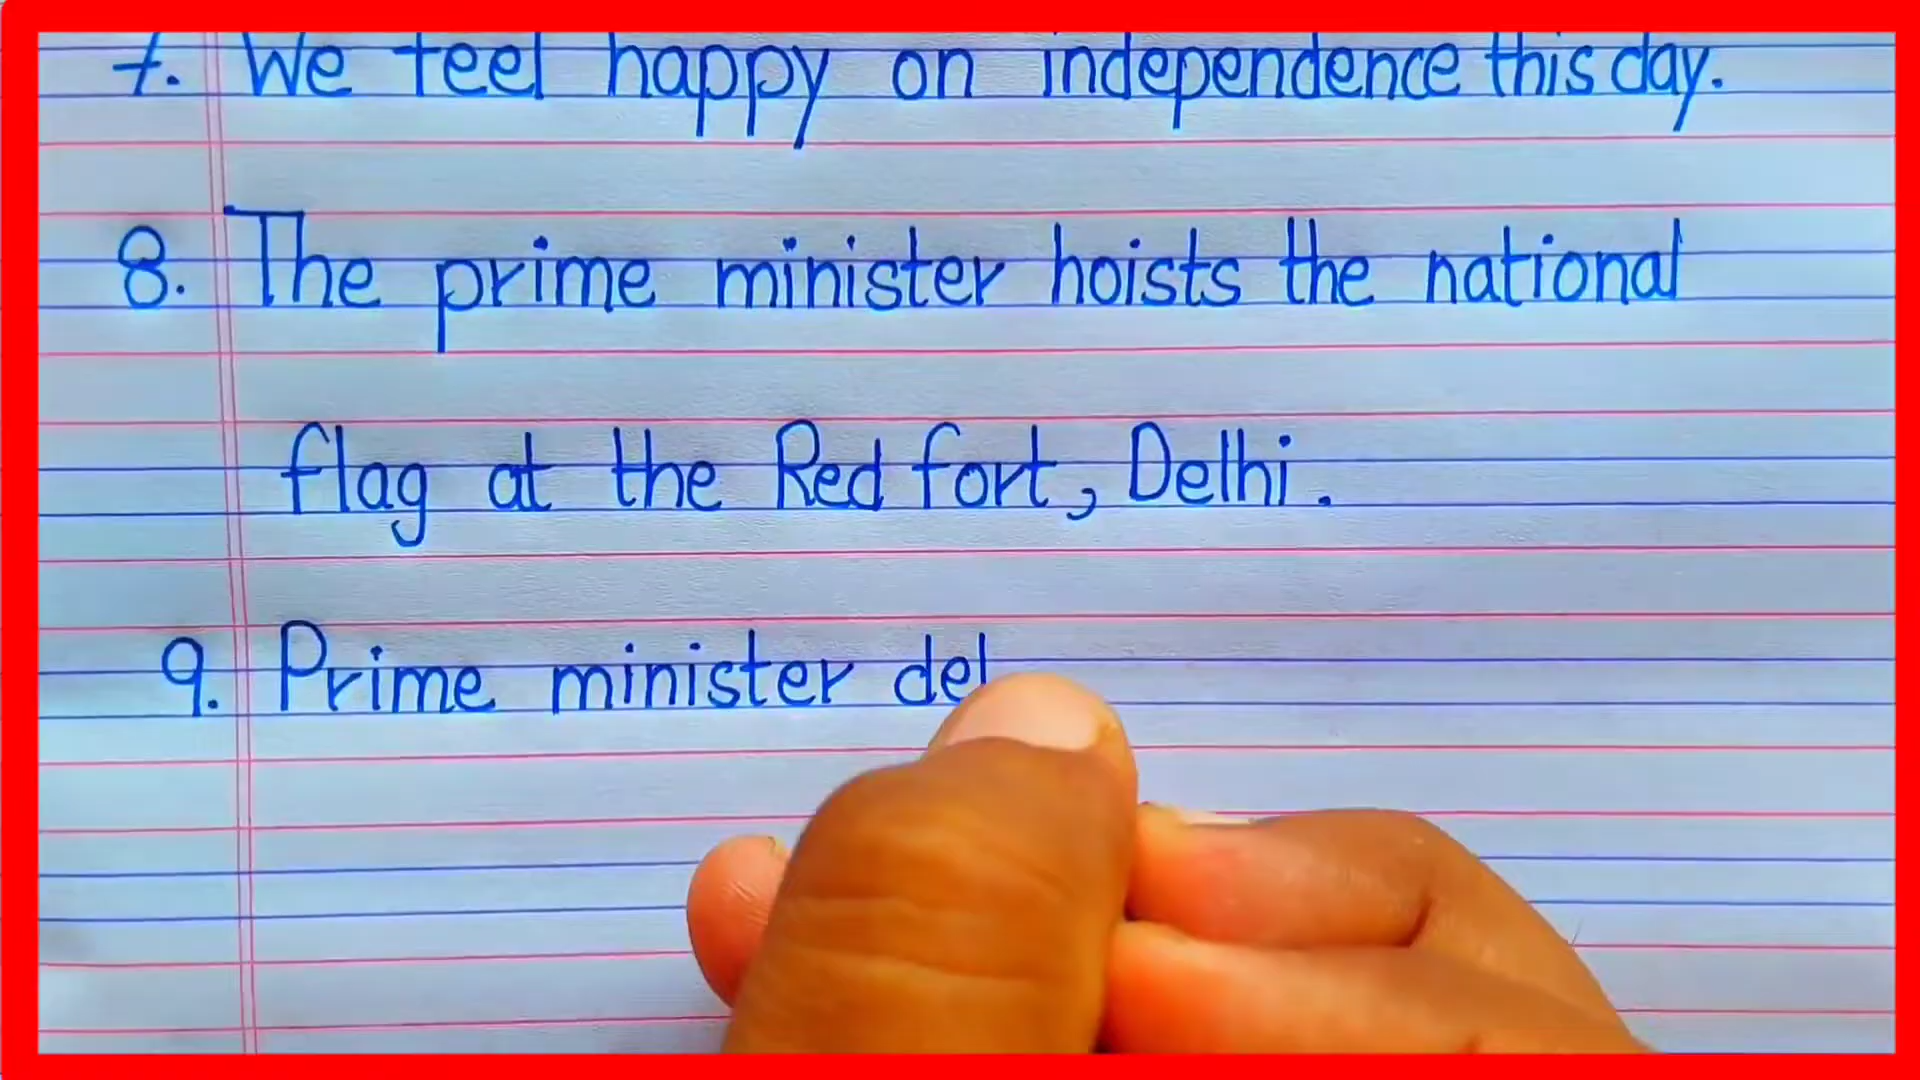 7. We feel happy on independence this day.
8. The prime minister hoists the national
flag at the Red fort, Delhi.
9. Prime minister del